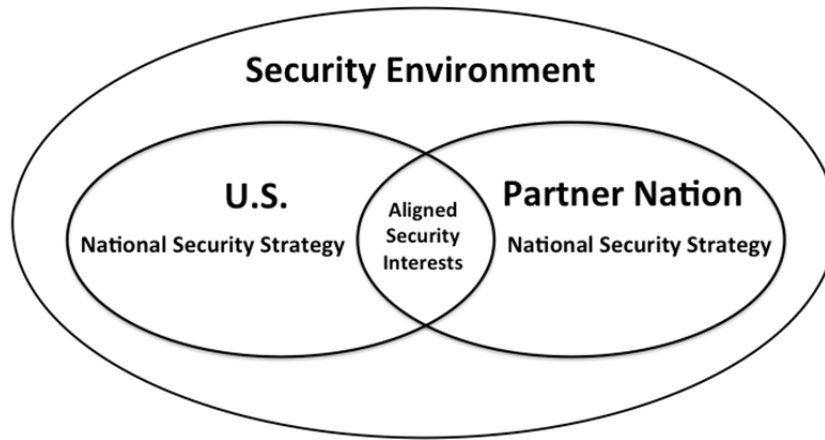 Security Environment
U.S.
National Security Strategy
Aligned
Security
Interests
Partner Nation
National Security Strategy